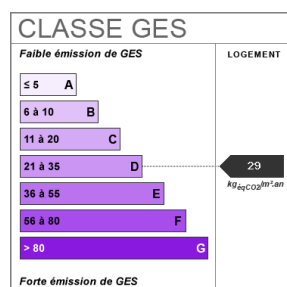 CLASSE GES
Faible émission de GES
LOGEMENT
≤ 5 A
6 à 10 B
11 à 20 C
21 à 35 D
29
kgéqCO2/m².an
36 à 55 E
56 à 80 F
> 80 G
Forte émission de GES